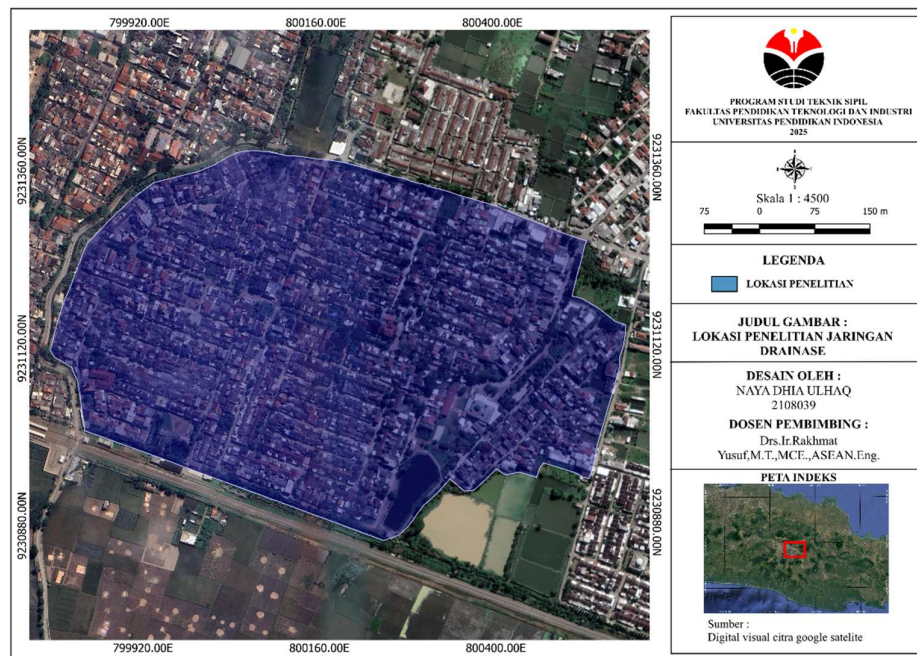 799920.00E 800160.00E 800400.00E
9231360.00N
9231120.00N
9230880.00N
9231360.00N
9231120.00N
9230880.00N
799920.00E 800160.00E 800400.00E
PROGRAM STUDI TEKNIK SIPIL
FAKULTAS PENDIDIKAN TEKNOLOGI DAN INDUSTRI
UNIVERSITAS PENDIDIKAN INDONESIA
2025
Skala 1 : 4500
75 0 75 150 m
LEGENDA
LOKASI PENELITIAN
JUDUL GAMBAR :
LOKASI PENELITIAN JARINGAN
DRAINASE
DESAIN OLEH :
NAYA DHIA ULHAQ
2108039
DOSEN PEMBIMBING :
Drs.Ir.Rakhmat
Yusuf,M.T.,MCE.,ASEAN.Eng.
PETA INDEKS
Sumber :
Digital visual citra google satelite